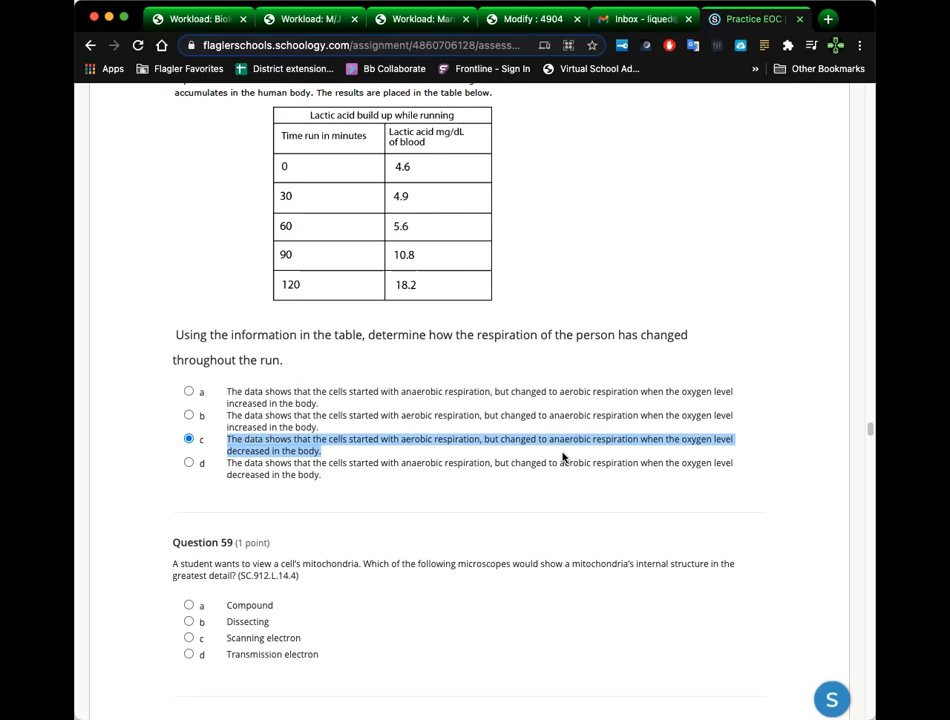 Workload: Biol
Workload: M/J
Workload: Mar
Modify : 4904
Inbox - liquede
Practice EOC |
flaglerschools.schoology.com/assignment/4860706128/assess...
Apps
Flagler Favorites
District extension...
Bb Collaborate
Frontline - Sign In
Virtual School Ad...
»
Other Bookmarks
accumulates in the human body. The results are placed in the table below.
Lactic acid build up while running
Time run in minutes
Lactic acid mg/dL
of blood
0 4.6
30 4.9
60 5.6
90 10.8
120 18.2
Using the information in the table, determine how the respiration of the person has changed
throughout the run.
a The data shows that the cells started with anaerobic respiration, but changed to aerobic respiration when the oxygen level
increased in the body.
b The data shows that the cells started with aerobic respiration, but changed to anaerobic respiration when the oxygen level
increased in the body.
c The data shows that the cells started with aerobic respiration, but changed to anaerobic respiration when the oxygen level
decreased in the body.
d The data shows that the cells started with anaerobic respiration, but changed to aerobic respiration when the oxygen level
decreased in the body.
Question 59 (1 point)
A student wants to view a cell's mitochondria. Which of the following microscopes would show a mitochondria's internal structure in the
greatest detail? (SC.912.L.14.4)
a Compound
b Dissecting
c Scanning electron
d Transmission electron
S